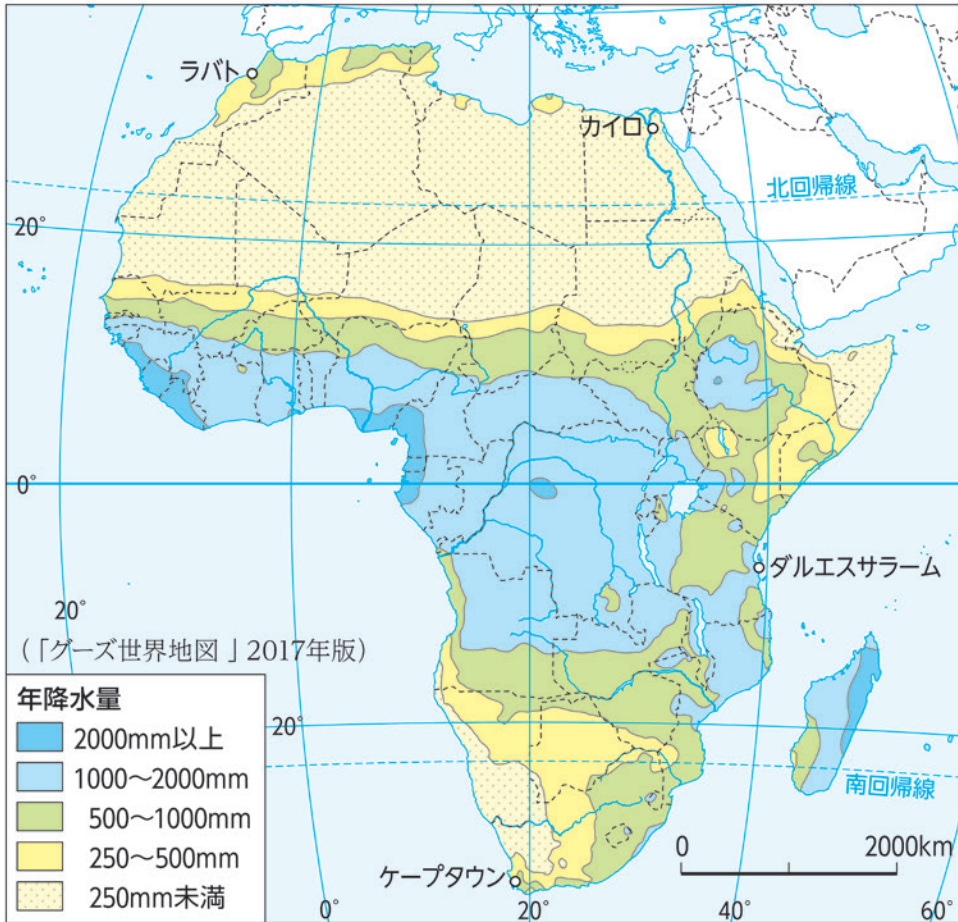 ラバト
カイロ
北回帰線
20°
0°
ダルエスサラーム
20°
(「グーズ世界地図」2017年版)
年降水量
2000mm以上
1000〜2000mm
500〜1000mm
250〜500mm
250mm未満
20°
南回帰線
0 2000km
ケープタウン
0° 20° 40° 60°